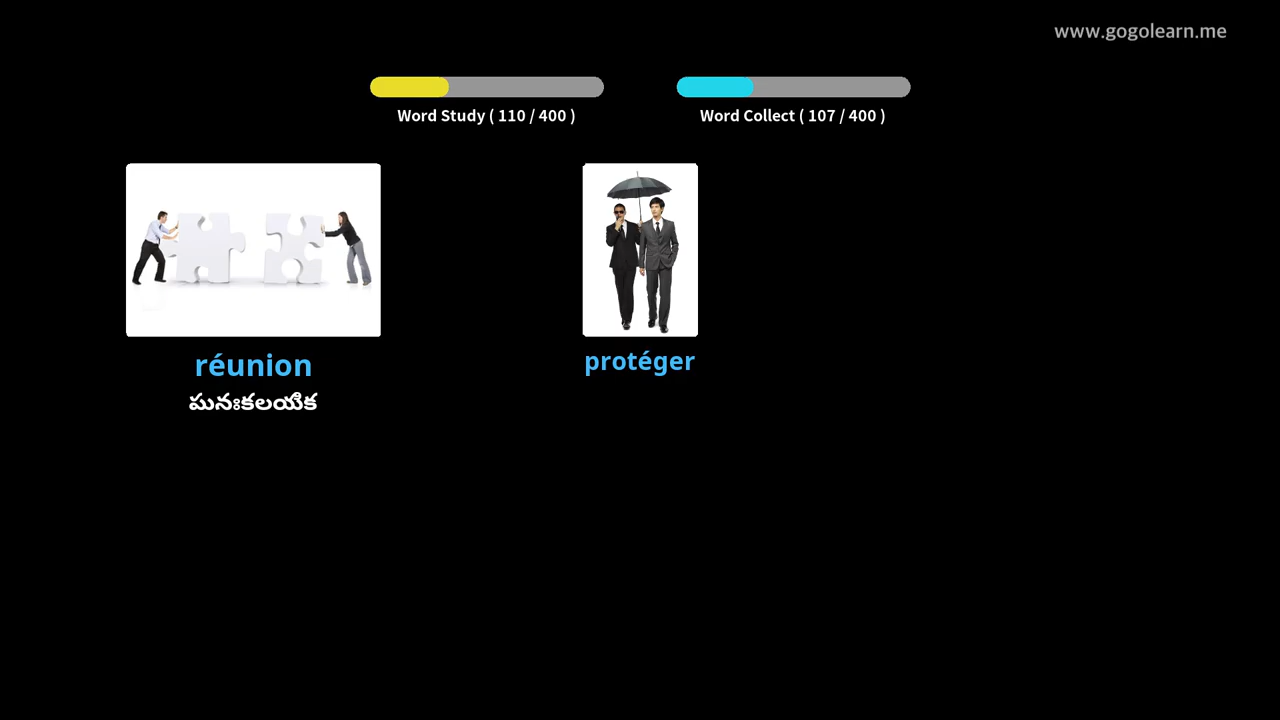 www.gogolearn.me
Word Study ( 110 / 400 )
Word Collect ( 107 / 400 )
réunion
protéger
పునఃకలయిక